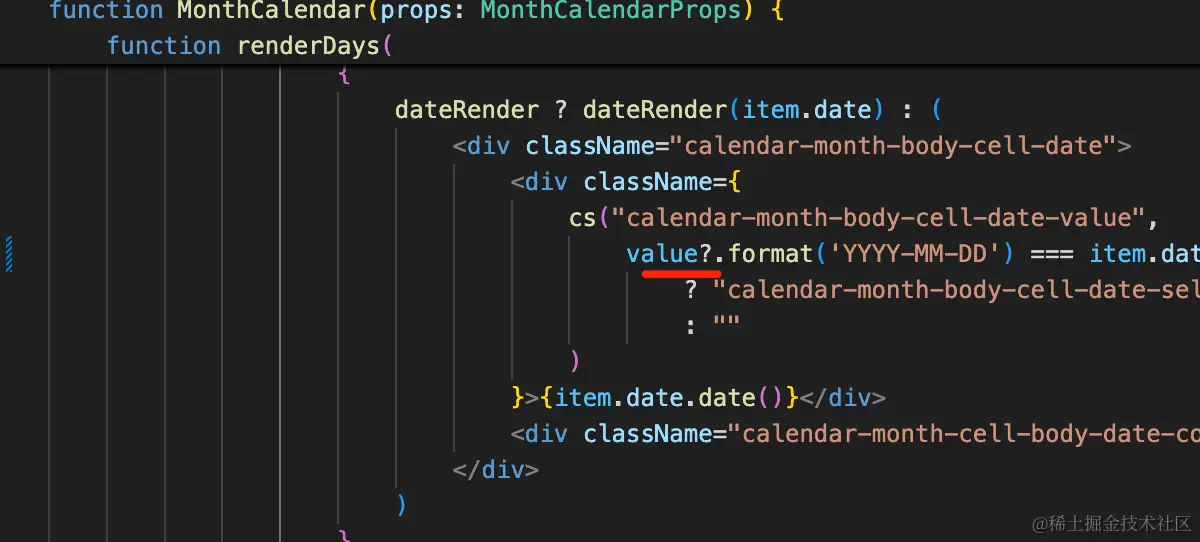 function MonthCalendar(props: MonthCalendarProps) {
function renderDays(
{
dateRender ? dateRender(item.date) : (
<div className="calendar-month-body-cell-date">
<div className={
cs("calendar-month-body-cell-date-value",
value?.format('YYYY-MM-DD') === item.dat
? "calendar-month-body-cell-date-sel
: ""
)
}>{item.date.date()}</div>
<div className="calendar-month-cell-body-date-co
</div>
)
}
@稀土掘金技术社区